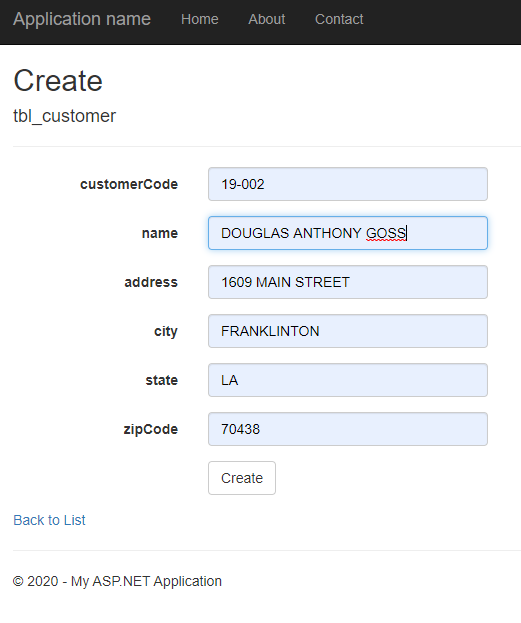 Application name Home About Contact
Create
tbl_customer
customerCode 19-002
name DOUGLAS ANTHONY GOSS
address 1609 MAIN STREET
city FRANKLINTON
state LA
zipCode 70438
Create
Back to List
© 2020 - My ASP.NET Application